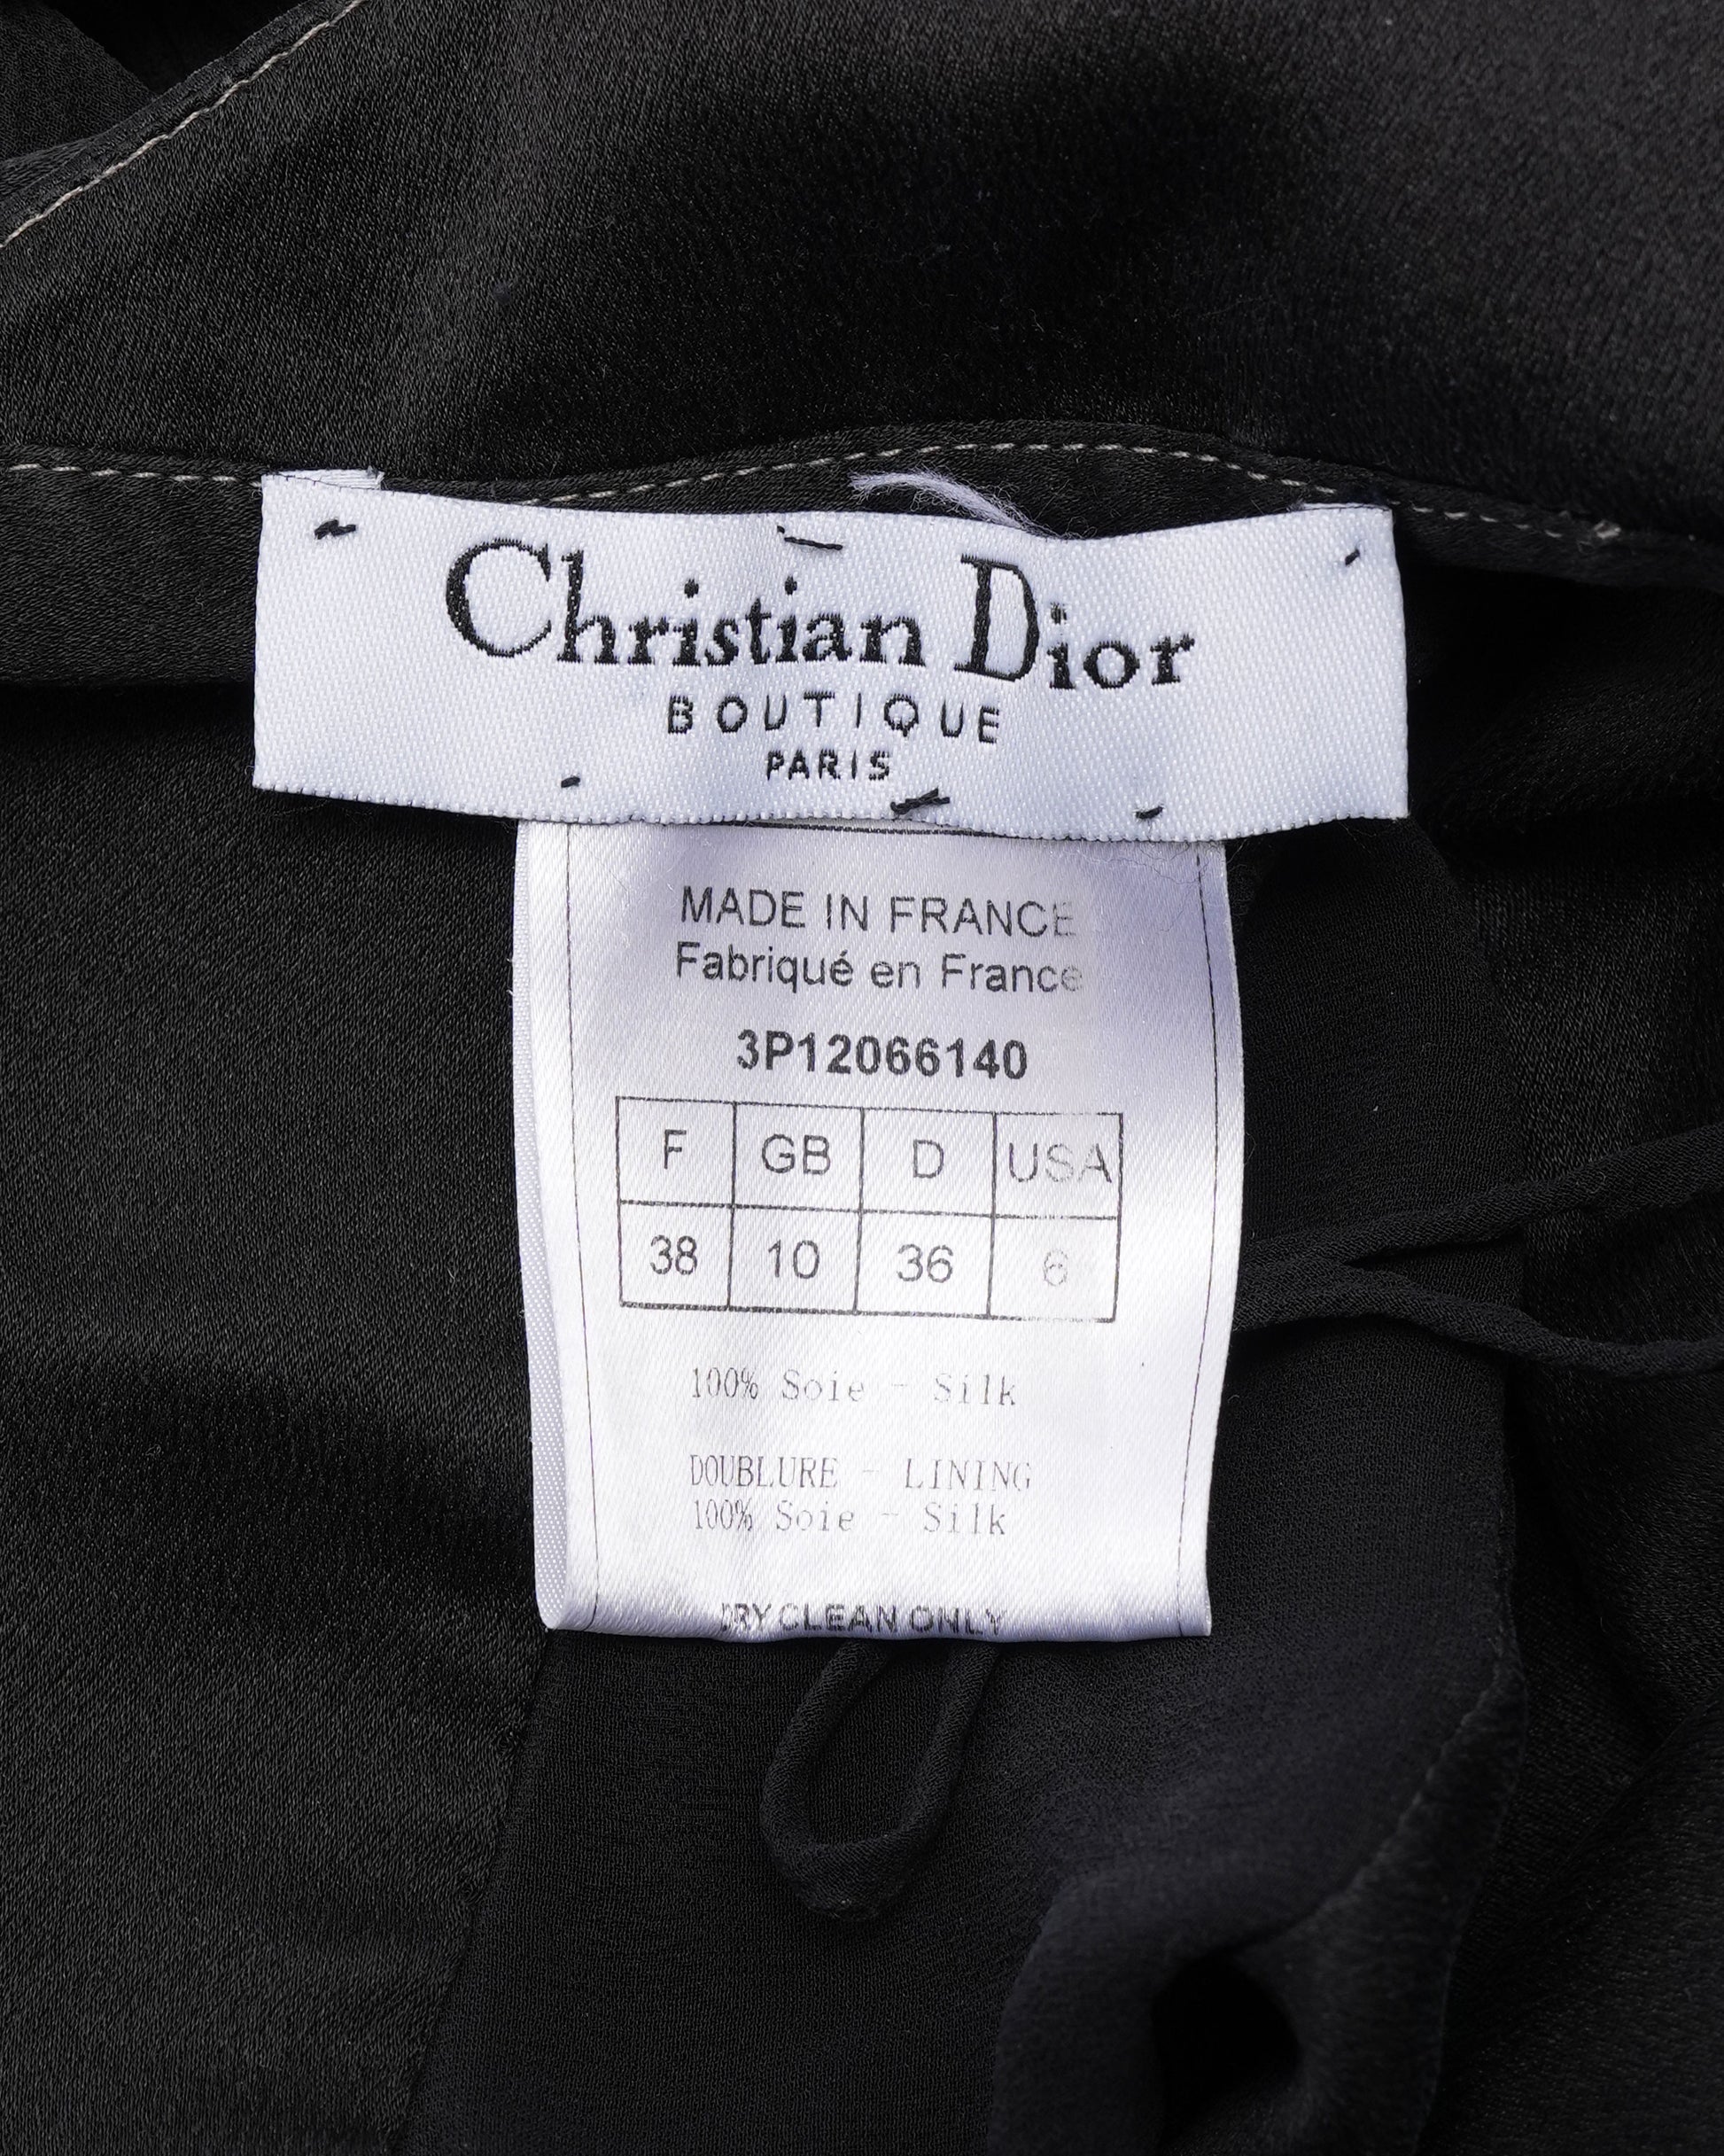 Christian Dior
BOUTIQUE
PARIS
MADE IN FRANCE
Fabriqué en France
3P12066140
F GB D USA
38 10 36 6
100% Soie - Silk
DOUBLURE - LINING
100% Soie - Silk
DRY CLEAN ONLY